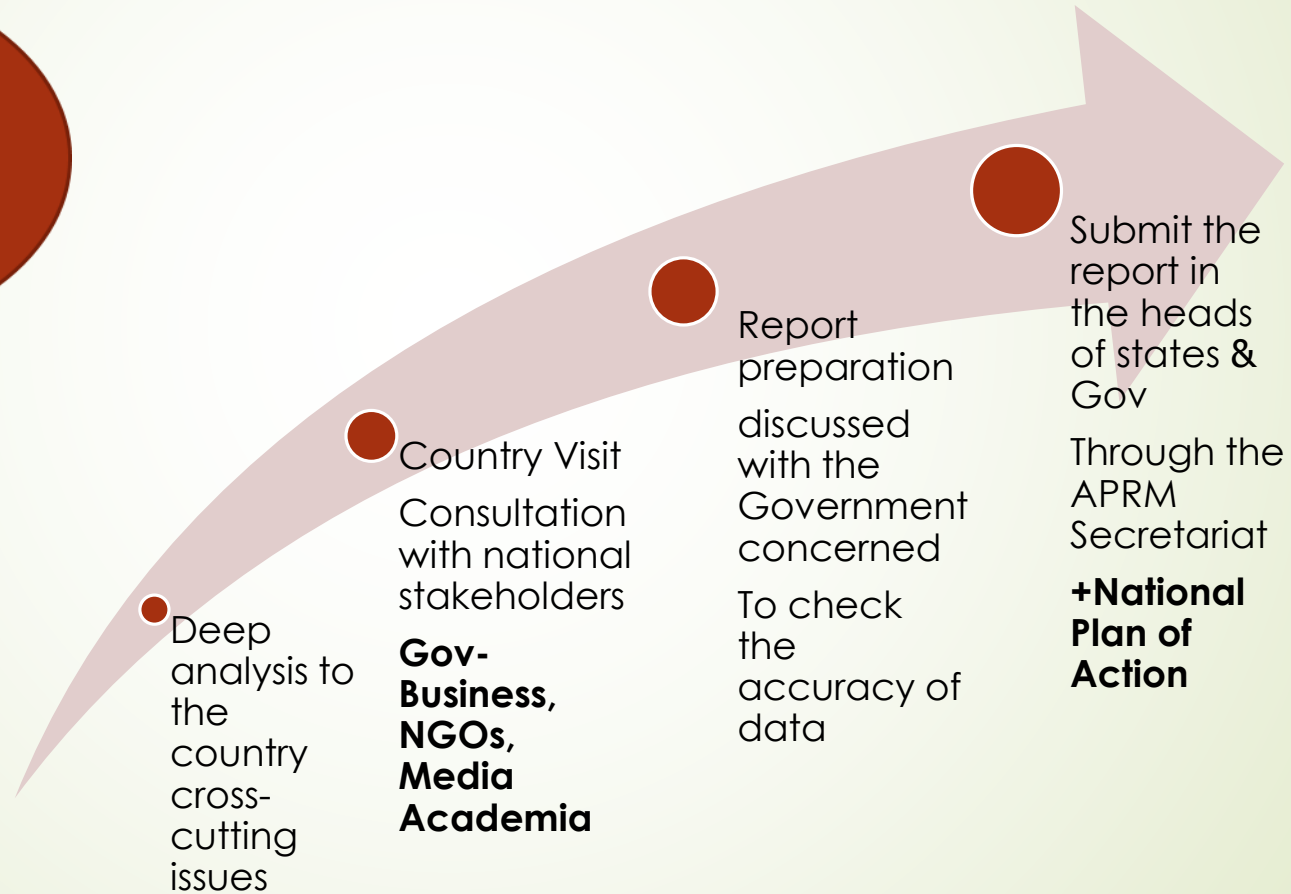 Deep
analysis to
the
country
cross-
cutting
issues
Country Visit
Consultation
with national
stakeholders
Gov-
Business,
NGOs,
Media
Academia
Report
preparation
discussed
with the
Government
concerned
To check
the
accuracy of
data
Submit the
report in
the heads
of states &
Gov
Through the
APRM
Secretariat
+National
Plan of
Action